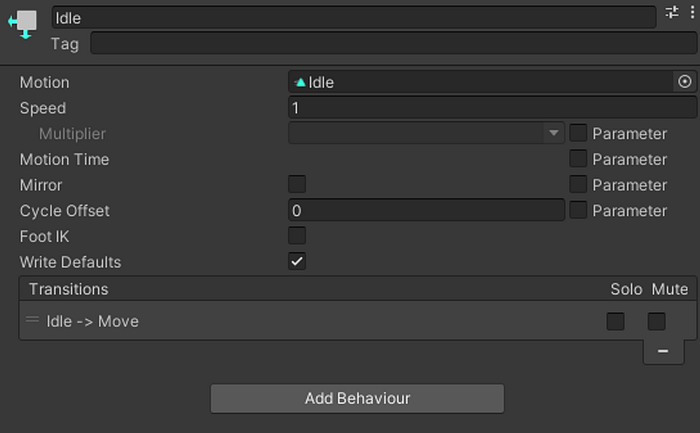 Idle
Tag
Motion Idle
Speed 1
Multiplier Parameter
Motion Time Parameter
Mirror Parameter
Cycle Offset 0 Parameter
Foot IK
Write Defaults
Transitions Solo Mute
Idle -> Move
Add Behaviour